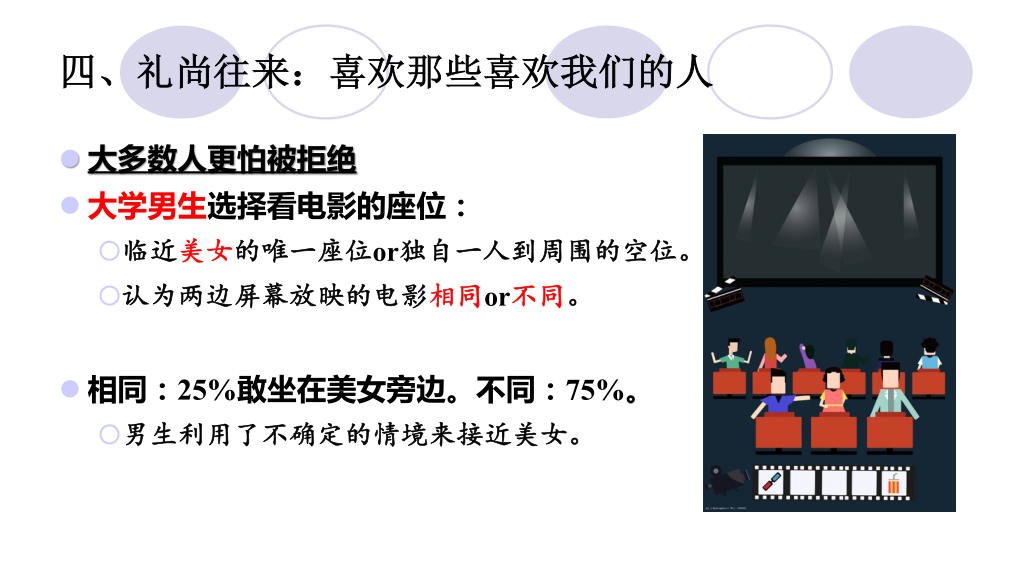 四、礼尚往来：喜欢那些喜欢我们的人
大多数人更怕被拒绝
大学男生选择看电影的座位：
临近美女的唯一座位or独自一人到周围的空位。
认为两边屏幕放映的电影相同or不同。
相同：25%敢坐在美女旁边。不同：75%。
男生利用了不确定的情境来接近美女。